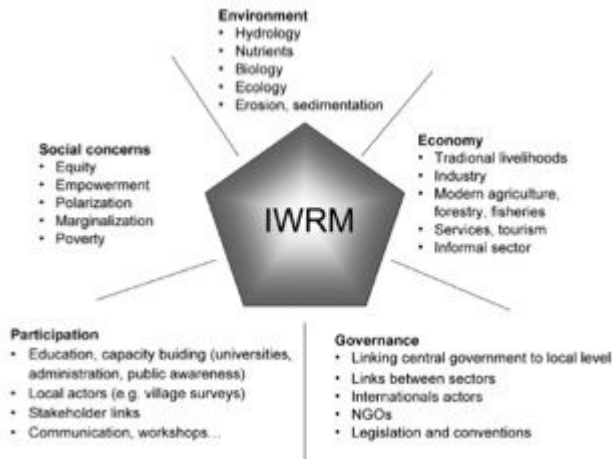 Environment
• Hydrology
• Nutrients
• Biology
• Ecology
• Erosion, sedimentation
Social concerns
• Equity
• Empowerment
• Polarization
• Marginalization
• Poverty
Economy
• Tradional livelihoods
• Industry
• Modern agriculture,
forestry, fisheries
• Services, tourism
• Informal sector
IWRM
Participation
• Education, capacity buiding (universities,
administration, public awareness)
• Local actors (e.g. village surveys)
• Stakeholder links
• Communication, workshops...
Governance
• Linking central government to local level
• Links between sectors
• Internationals actors
• NGOs
• Legislation and conventions